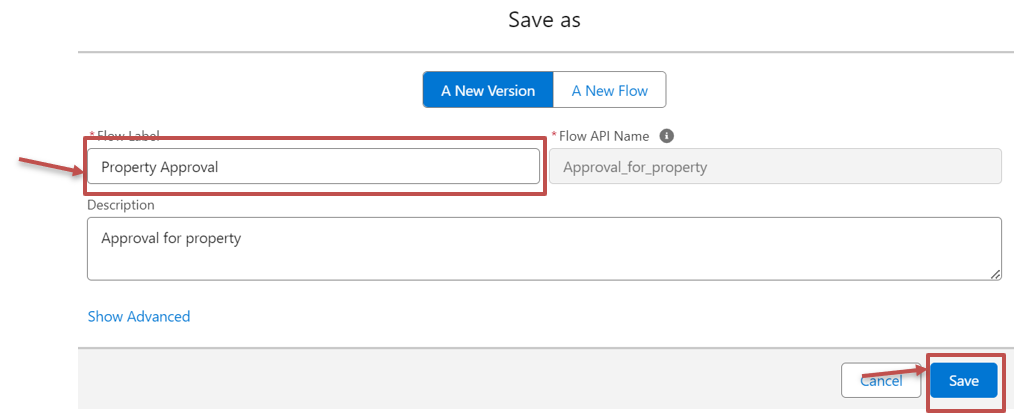 Save as
A New Version A New Flow
* Flow Label * Flow API Name
Property Approval Approval_for_property
Description
Approval for property
Show Advanced
Cancel Save